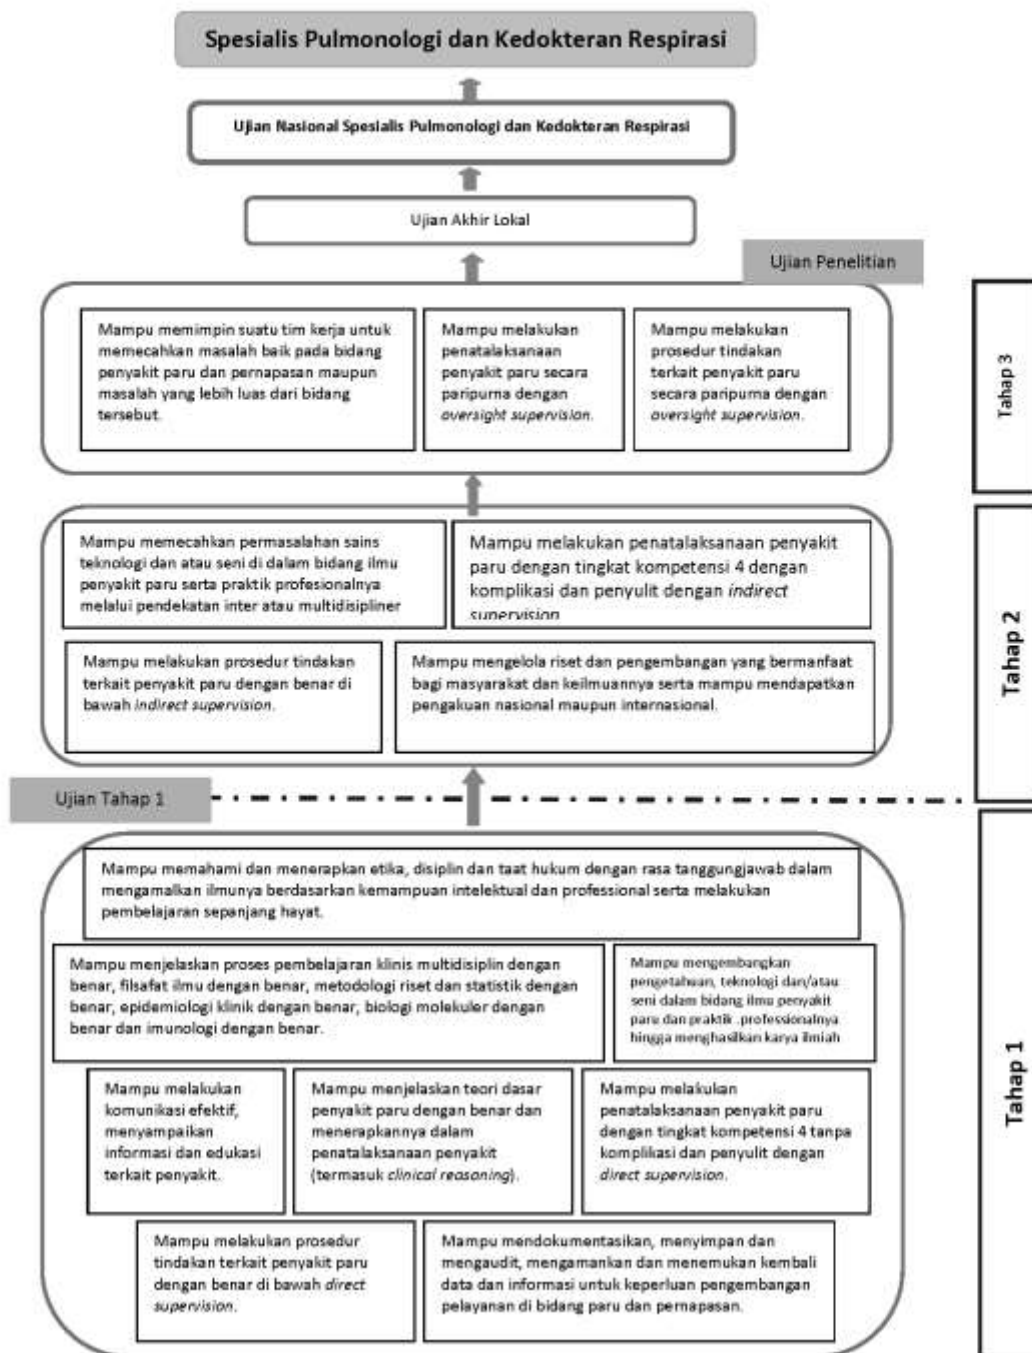 Spesialis Pulmonologi dan Kedokteran Respirasi
Ujian Nasional Spesialis Pulmonologi dan Kedokteran Respirasi
Ujian Akhir Lokal
Ujian Penelitian
Mampu memimpin suatu tim kerja untuk
memecahkan masalah baik pada bidang
penyakit paru dan pernapasan maupun
masalah yang lebih luas dari bidang
tersebut.
Mampu melakukan
penatalaksanaan
penyakit paru secara
paripurna dengan
oversight supervision.
Mampu melakukan
prosedur tindakan
terkait penyakit paru
secara paripurna dengan
oversight supervision.
Tahap 3
Mampu memecahkan permasalahan sains
teknologi dan atau seni di dalam bidang ilmu
penyakit paru serta praktik profesionalnya
melalui pendekatan inter atau multidisipliner
Mampu melakukan penatalaksanaan penyakit
paru dengan tingkat kompetensi 4 dengan
komplikasi dan penyulit dengan indirect
supervision
Mampu melakukan prosedur tindakan
terkait penyakit paru dengan benar di
bawah indirect supervision.
Mampu mengelola riset dan pengembangan yang bermanfaat
bagi masyarakat dan keilmuannya serta mampu mendapatkan
pengakuan nasional maupun internasional.
Tahap 2
Ujian Tahap 1
Mampu memahami dan menerapkan etika, disiplin dan taat hukum dengan rasa tanggungjawab dalam
mengamalkan ilmunya berdasarkan kemampuan intelektual dan professional serta melakukan
pembelajaran sepanjang hayat.
Mampu menjelaskan proses pembelajaran klinis multidisiplin dengan
benar, filsafat ilmu dengan benar, metodologi riset dan statistik dengan
benar, epidemiologi klinik dengan benar, biologi molekuler dengan
benar dan imunologi dengan benar.
Mampu mengembangkan
pengetahuan, teknologi dan/atau
seni dalam bidang ilmu penyakit
paru dan praktik .professionalnya
hingga menghasilkan karya ilmiah
Mampu melakukan
komunikasi efektif,
menyampaikan
informasi dan edukasi
terkait penyakit.
Mampu menjelaskan teori dasar
penyakit paru dengan benar dan
menerapkannya dalam
penatalaksanaan penyakit
(termasuk clinical reasoning).
Mampu melakukan
penatalaksanaan penyakit paru
dengan tingkat kompetensi 4 tanpa
komplikasi dan penyulit dengan
direct supervision.
Mampu melakukan prosedur
tindakan terkait penyakit paru
dengan benar di bawah direct
supervision.
Mampu mendokumentasikan, menyimpan dan
mengaudit, mengamankan dan menemukan kembali
data dan informasi untuk keperluan pengembangan
pelayanan di bidang paru dan pernapasan.
Tahap 1